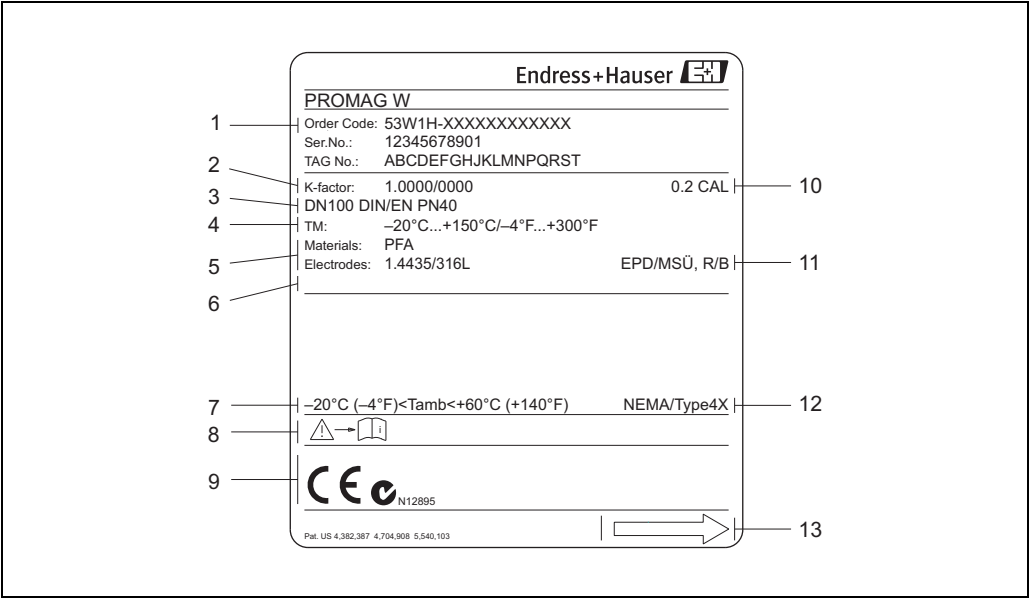 Endress+Hauser
PROMAG W
1 Order Code: 53W1H-XXXXXXXXXXXX
Ser.No.: 12345678901
TAG No.: ABCDEFGHJKLMNPQRST
2 K-factor: 1.0000/0000 0.2 CAL 10
3 DN100 DIN/EN PN40
4 TM: –20°C...+150°C/–4°F...+300°F
Materials: PFA
5 Electrodes: 1.4435/316L EPD/MSÜ, R/B 11
6
7 –20°C (–4°F)<Tamb<+60°C (+140°F) NEMA/Type4X 12
8 i
9 CE N12895
Pat. US 4,382,387 4,704,908 5,540,103 13